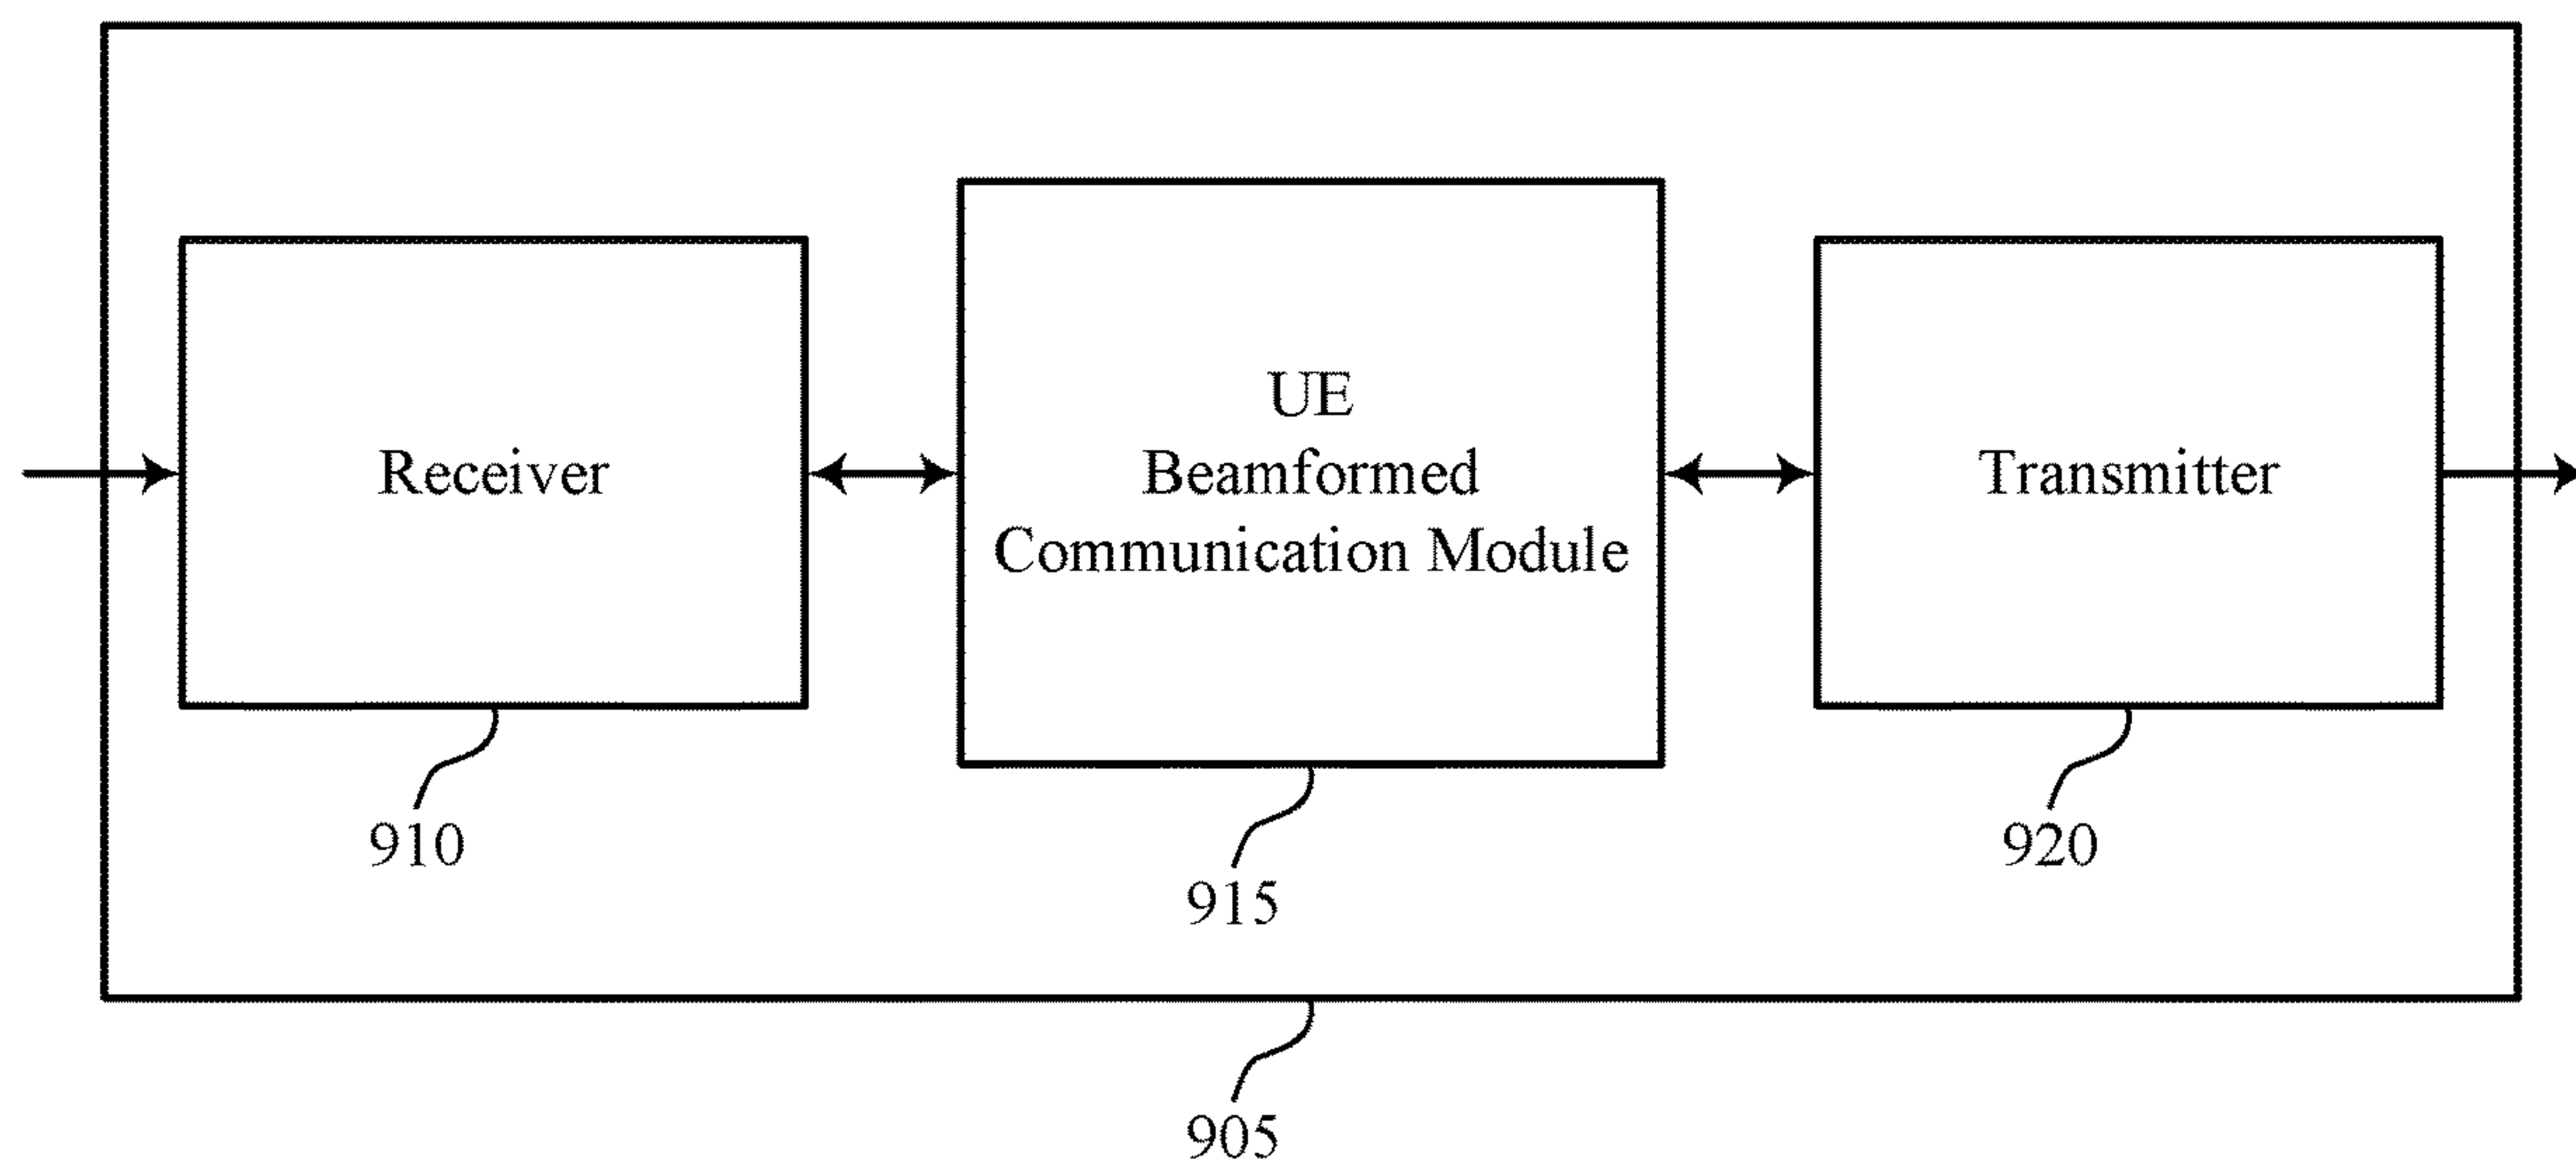 Receiver
UE
Beamformed
Communication Module
Transmitter
910
915
920
905